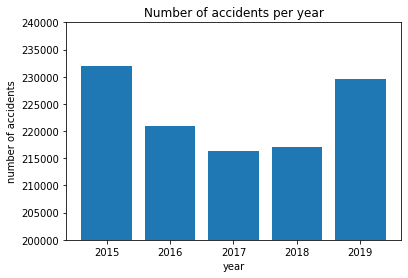 Number of accidents per year
number of accidents
240000
235000
230000
225000
220000
215000
210000
205000
200000
2015 2016 2017 2018 2019
year